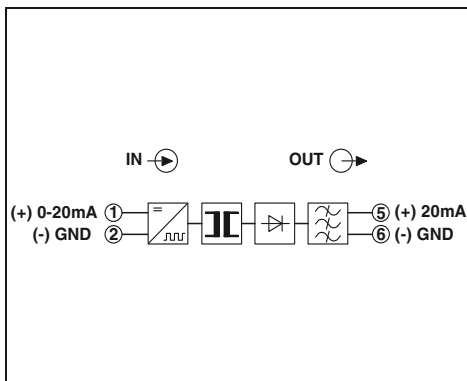 IN OUT
(+) 0-20mA 1 5 (+) 20mA
(-) GND 2 6 (-) GND